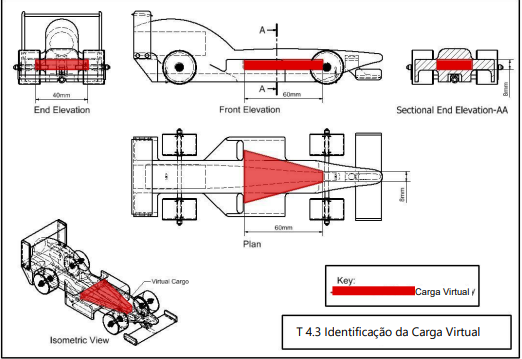 A
A
40mm
End Elevation
Front Elevation
60mm
8mm
Sectional End Elevation-AA
8mm
60mm
Plan
Virtual Cargo
Isometric View
Key:
Carga Virtual /
T 4.3 Identificação da Carga Virtual